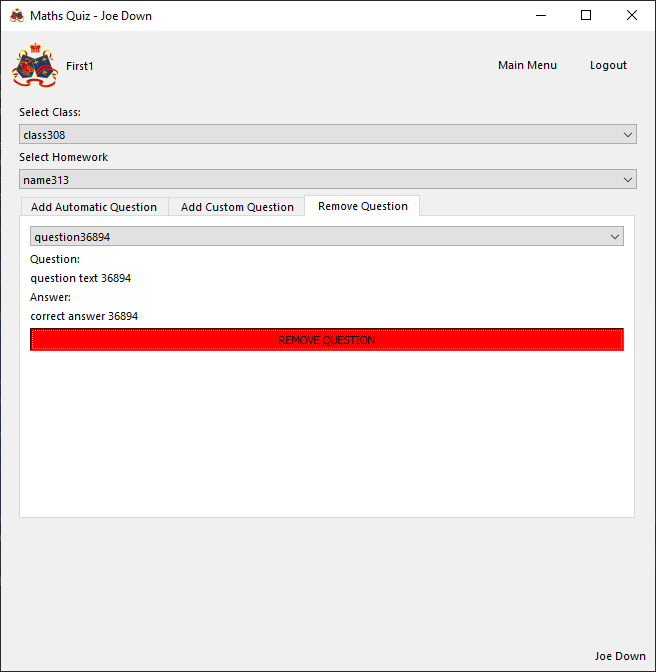 Maths Quiz - Joe Down
First1
Main Menu
Logout
Select Class:
class308
Select Homework
name313
Add Automatic Question
Add Custom Question
Remove Question
question36894
Question:
question text 36894
Answer:
correct answer 36894
REMOVE QUESTION
Joe Down